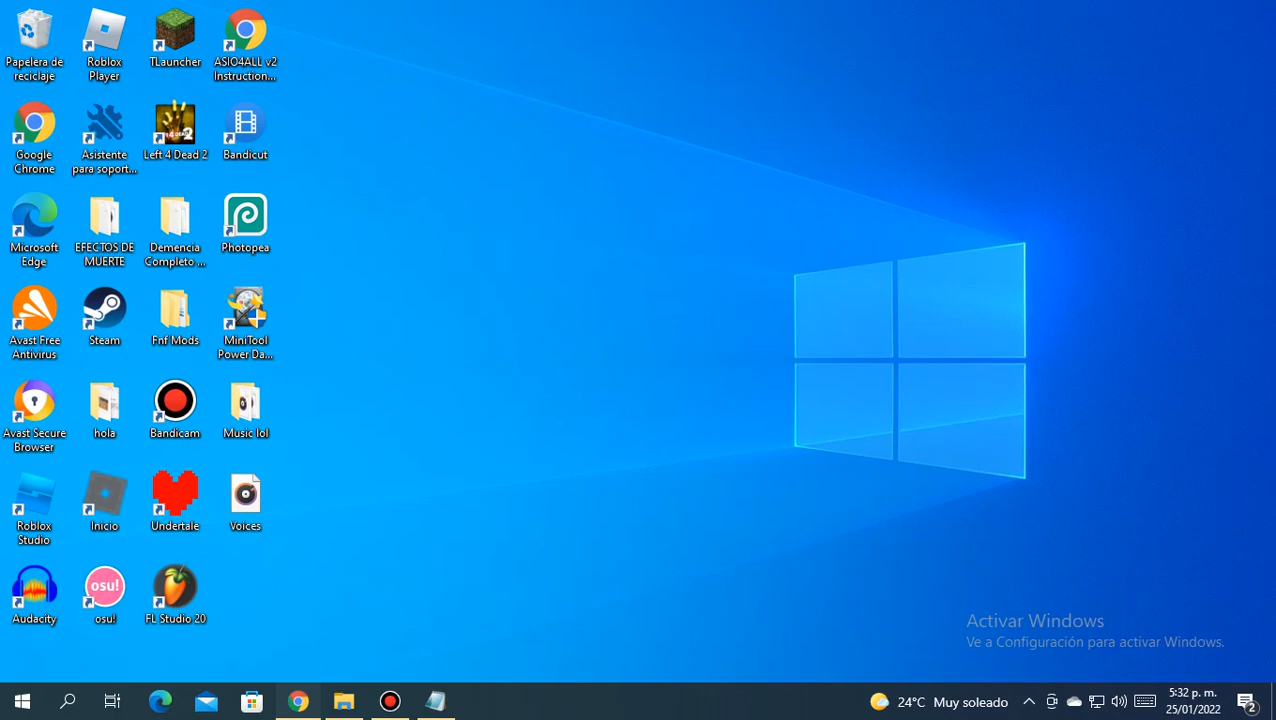 Papelera de
reciclaje
Roblox
Player
TLauncher
ASIO4ALL v2
Instruction...
Google
Chrome
Asistente
para soport...
Left 4 Dead 2
Bandicut
Microsoft
Edge
EFECTOS DE
MUERTE
Demencia
Completo ...
Photopea
Avast Free
Antivirus
Steam
Fnf Mods
MiniTool
Power Da...
Avast Secure
Browser
hola
Bandicam
Music lol
Roblox
Studio
Inicio
Undertale
Voices
osu!
Audacity
osu!
FL Studio 20
Activar Windows
Ve a Configuración para activar Windows.
24°C Muy soleado
5:32 p. m.
25/01/2022
2